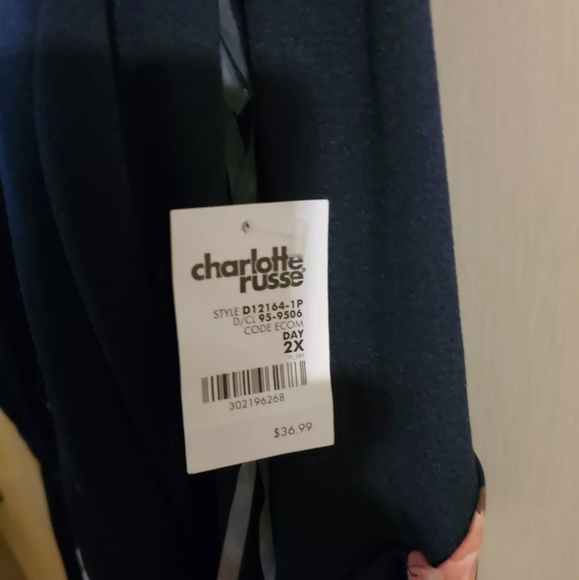 charlotte
russe
STYLE D12164-1P
D/CL 95-9506
CODE ECOM
DAY
2X
302196268
$36.99